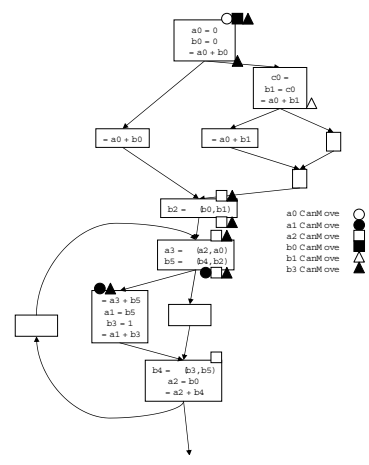 a0 = 0
b0 = 0
= a0 + b0
c0 =
b1 = c0
= a0 + b1
= a0 + b0
= a0 + b1
b2 = (b0,b1)
a3 = (a2,a0)
b5 = (b4,b2)
= a3 + b5
a1 = b5
b3 = 1
= a1 + b3
b4 = (b3,b5)
a2 = b0
= a2 + b4
a0 CanMove
a1 CanMove
a2 CanMove
b0 CanMove
b1 CanMove
b3 CanMove